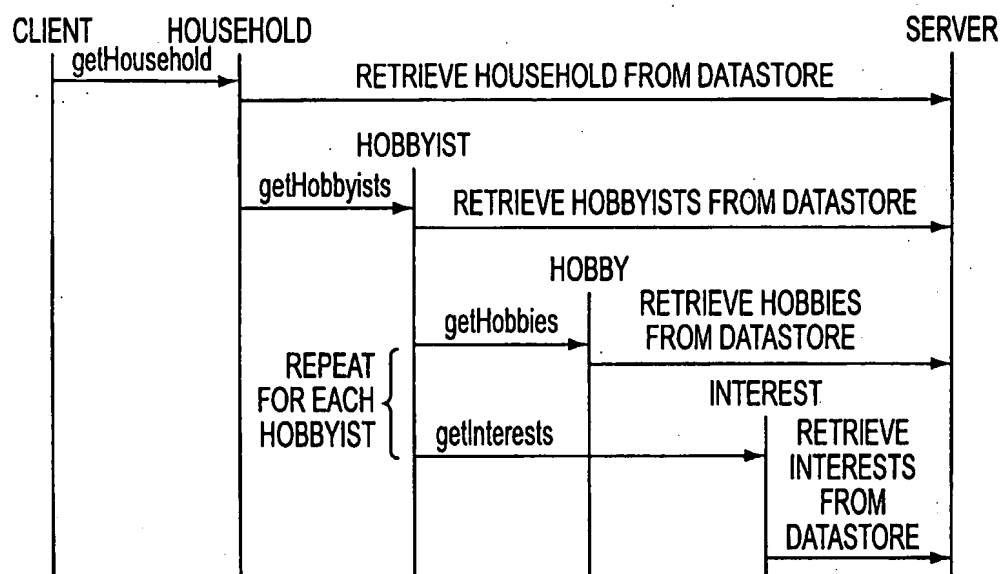 CLIENT HOUSEHOLD SERVER
getHousehold
RETRIEVE HOUSEHOLD FROM DATASTORE
HOBBYIST
getHobbyists
RETRIEVE HOBBYISTS FROM DATASTORE
HOBBY
getHobbies
RETRIEVE HOBBIES
FROM DATASTORE
REPEAT
FOR EACH
HOBBYIST
INTEREST
getInterests
RETRIEVE
INTERESTS
FROM
DATASTORE